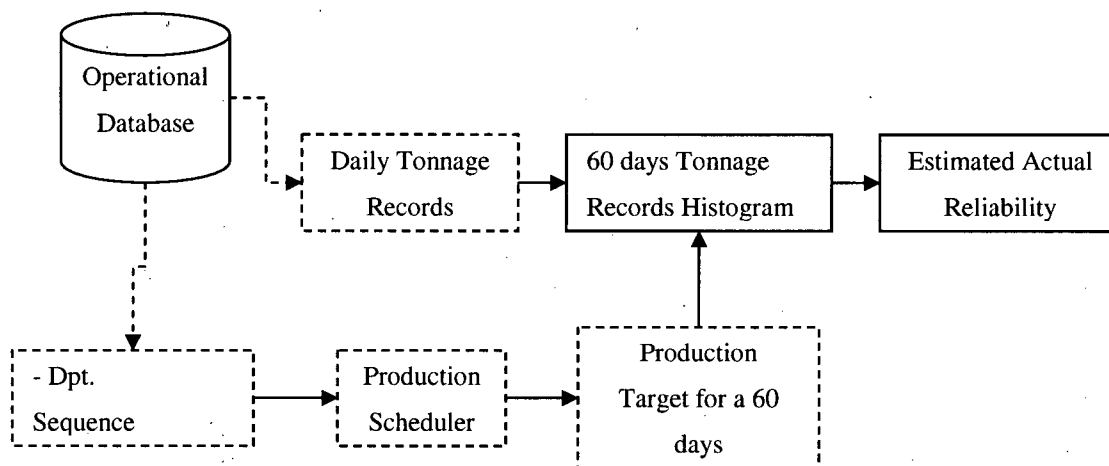 Operational
Database
Daily Tonnage
Records
60 days Tonnage
Records Histogram
Estimated Actual
Reliability
- Dpt.
Sequence
Production
Scheduler
Production
Target for a 60
days